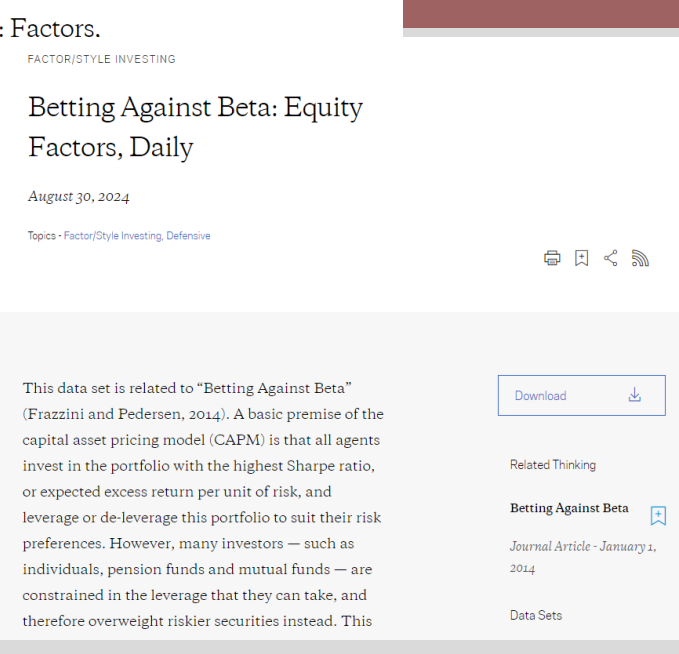 : Factors.
FACTOR/STYLE INVESTING
Betting Against Beta: Equity
Factors, Daily
August 30, 2024
Topics - Factor/Style Investing, Defensive
This data set is related to “Betting Against Beta”
(Frazzini and Pedersen, 2014). A basic premise of the
capital asset pricing model (CAPM) is that all agents
invest in the portfolio with the highest Sharpe ratio,
or expected excess return per unit of risk, and
leverage or de-leverage this portfolio to suit their risk
preferences. However, many investors — such as
individuals, pension funds and mutual funds — are
constrained in the leverage that they can take, and
therefore overweight riskier securities instead. This
Download
Related Thinking
Betting Against Beta
Journal Article - January 1,
2014
Data Sets